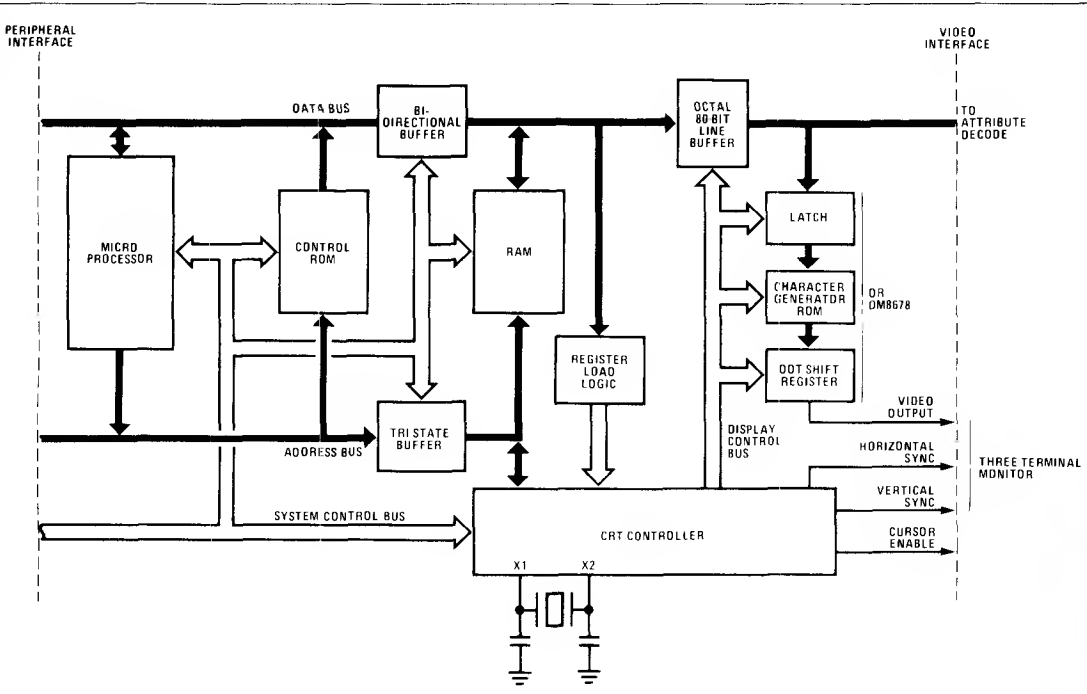 PERIPHERAL
INTERFACE
VIDEO
INTERFACE
DATA BUS
BI-
DIRECTIONAL
BUFFER
OCTAL
80-BIT
LINE
BUFFER
TO
ATTRIBUTE
DECODE
MICRO
PROCESSOR
CONTROL
ROM
RAM
LATCH
CHARACTER
GENERATOR
ROM
OR
DM8678
REGISTER
LOAD
LOGIC
DOT SHIFT
REGISTER
VIDEO
OUTPUT
ADDRESS BUS
TRI STATE
BUFFER
DISPLAY
CONTROL
BUS
HORIZONTAL
SYNC
THREE TERMINAL
MONITOR
VERTICAL
SYNC
SYSTEM CONTROL BUS
CRT CONTROLLER
CURSOR
ENABLE
X1
X2